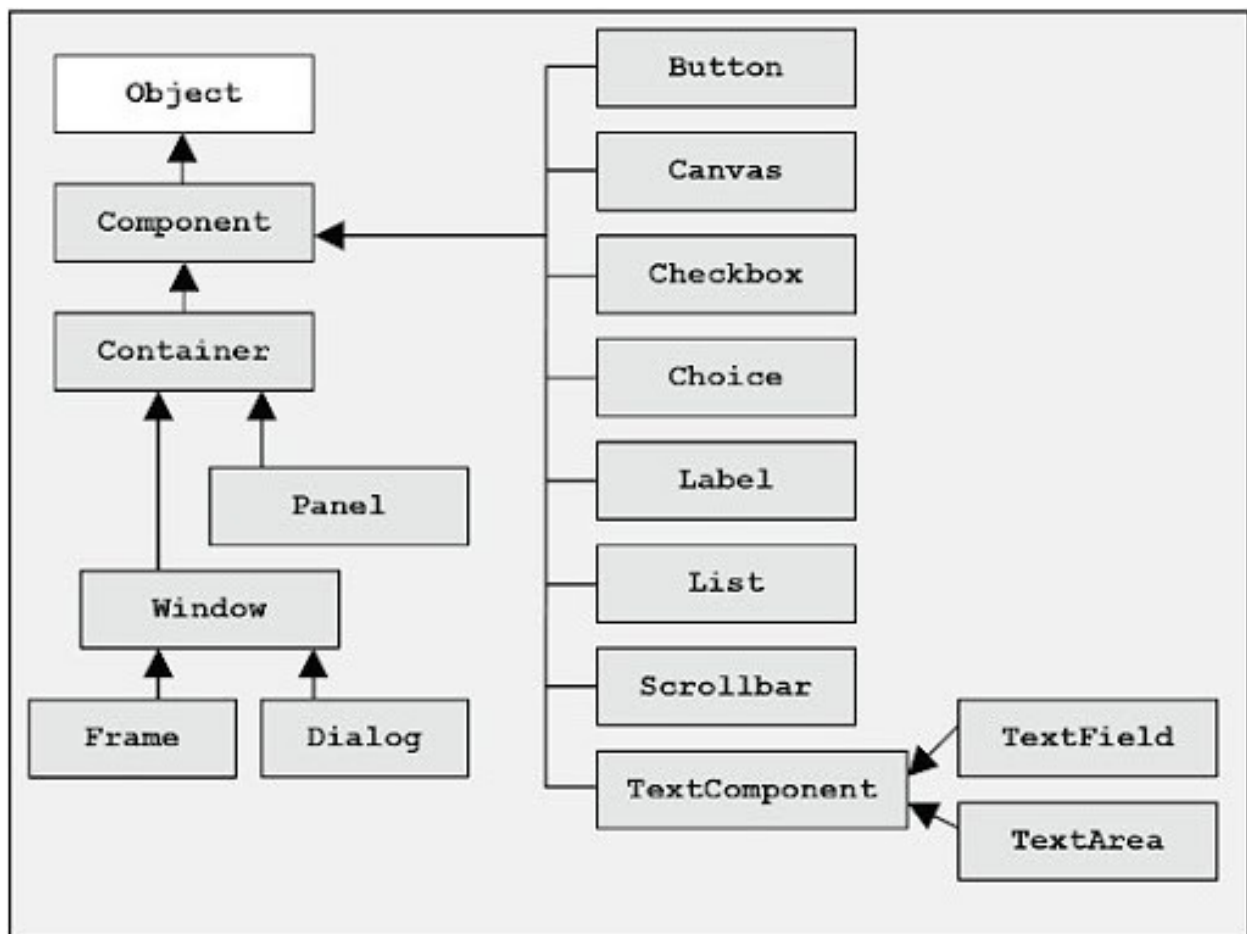 Object
Component
Container
Panel
Window
Frame
Dialog
Button
Canvas
Checkbox
Choice
Label
List
Scrollbar
TextComponent
TextField
TextArea